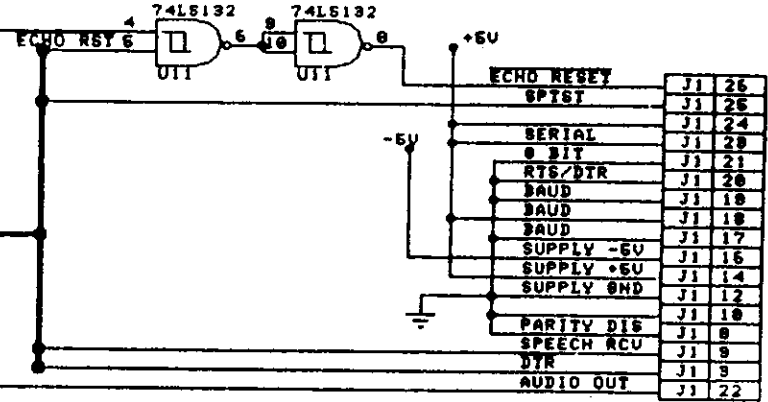 74LS132 74LS132
4 9 8
ECHO RST 5 6 10 +5V
U11 U11
ECHO RESET J1 26
SPTST J1 25
J1 24
-5V SERIAL J1 23
8 BIT J1 21
RTS/DTR J1 20
BAUD J1 19
BAUD J1 18
BAUD J1 17
SUPPLY -5V J1 16
SUPPLY +5V J1 14
SUPPLY GND J1 12
J1 10
PARITY DIS J1 8
SPEECH RCV J1 9
DTR J1 3
AUDIO OUT J1 22